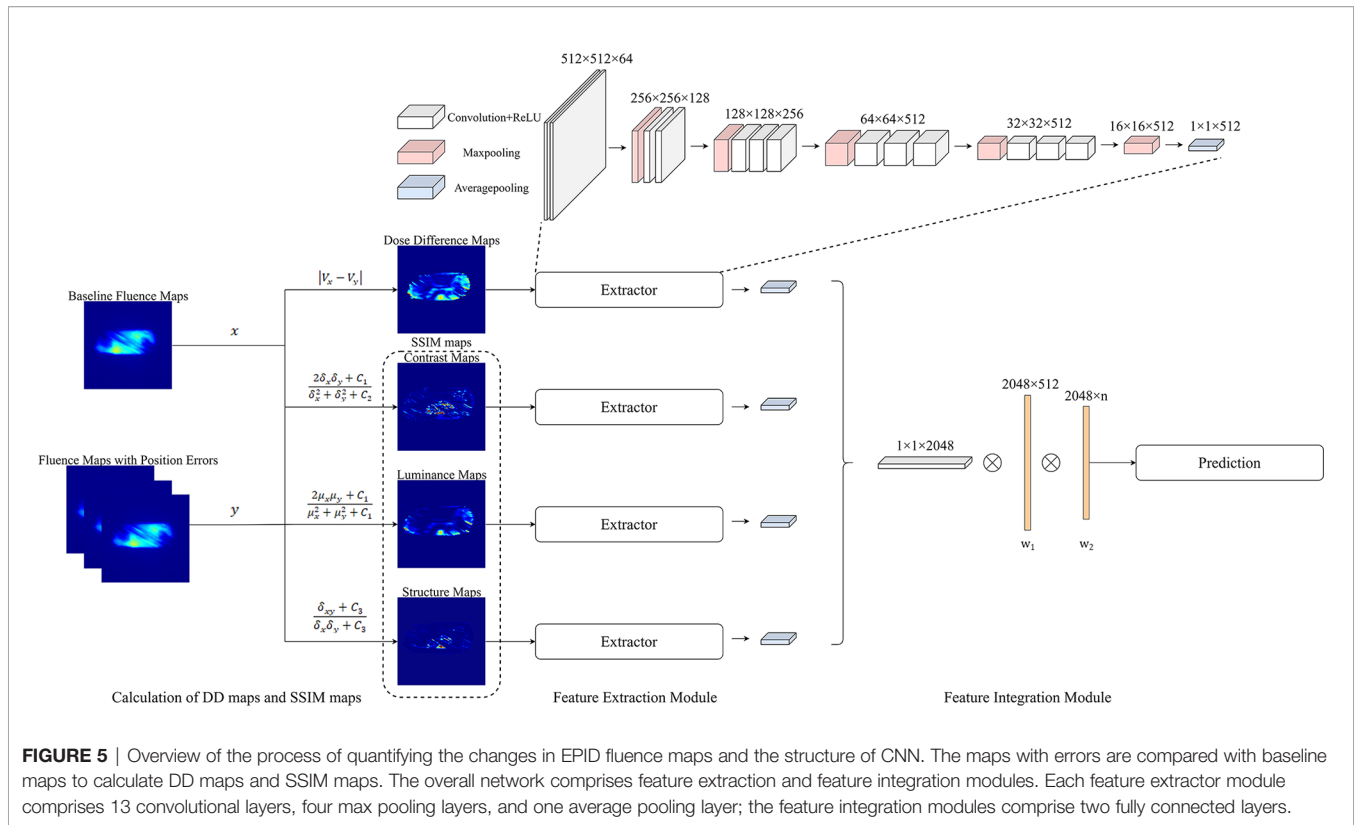 512×512×64
256×256×128
128×128×256
64×64×512
32×32×512
16×16×512
1×1×512
Convolution+ReLU
Maxpooling
Averagepooling
Dose Difference Maps
|V_x − V_y|
Extractor
Baseline Fluence Maps
x
SSIM maps
Contrast Maps
2δ_xδ_y + C_1
δ_x^2 + δ_y^2 + C_2
Extractor
2048×512
2048×n
1×1×2048
Prediction
Fluence Maps with Position Errors
y
Luminance Maps
2μ_xμ_y + C_1
μ_x^2 + μ_y^2 + C_1
Extractor
w_1
w_2
Structure Maps
δ_xy + C_3
δ_xδ_y + C_3
Extractor
Calculation of DD maps and SSIM maps
Feature Extraction Module
Feature Integration Module
FIGURE 5 | Overview of the process of quantifying the changes in EPID fluence maps and the structure of CNN. The maps with errors are compared with baseline
maps to calculate DD maps and SSIM maps. The overall network comprises feature extraction and feature integration modules. Each feature extractor module
comprises 13 convolutional layers, four max pooling layers, and one average pooling layer; the feature integration modules comprise two fully connected layers.